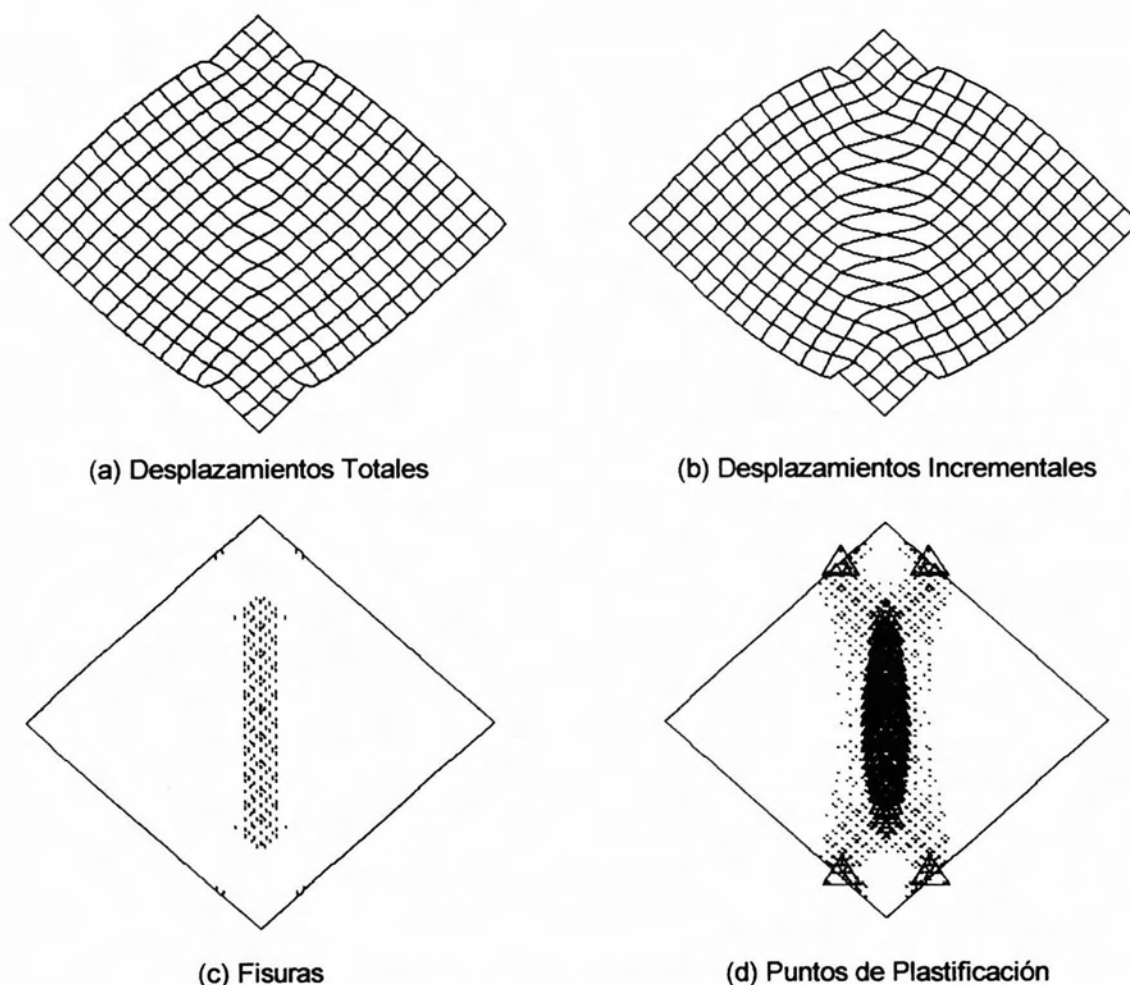 (a) Desplazamientos Totales
(b) Desplazamientos Incrementales
(c) Fisuras
(d) Puntos de Plastificación